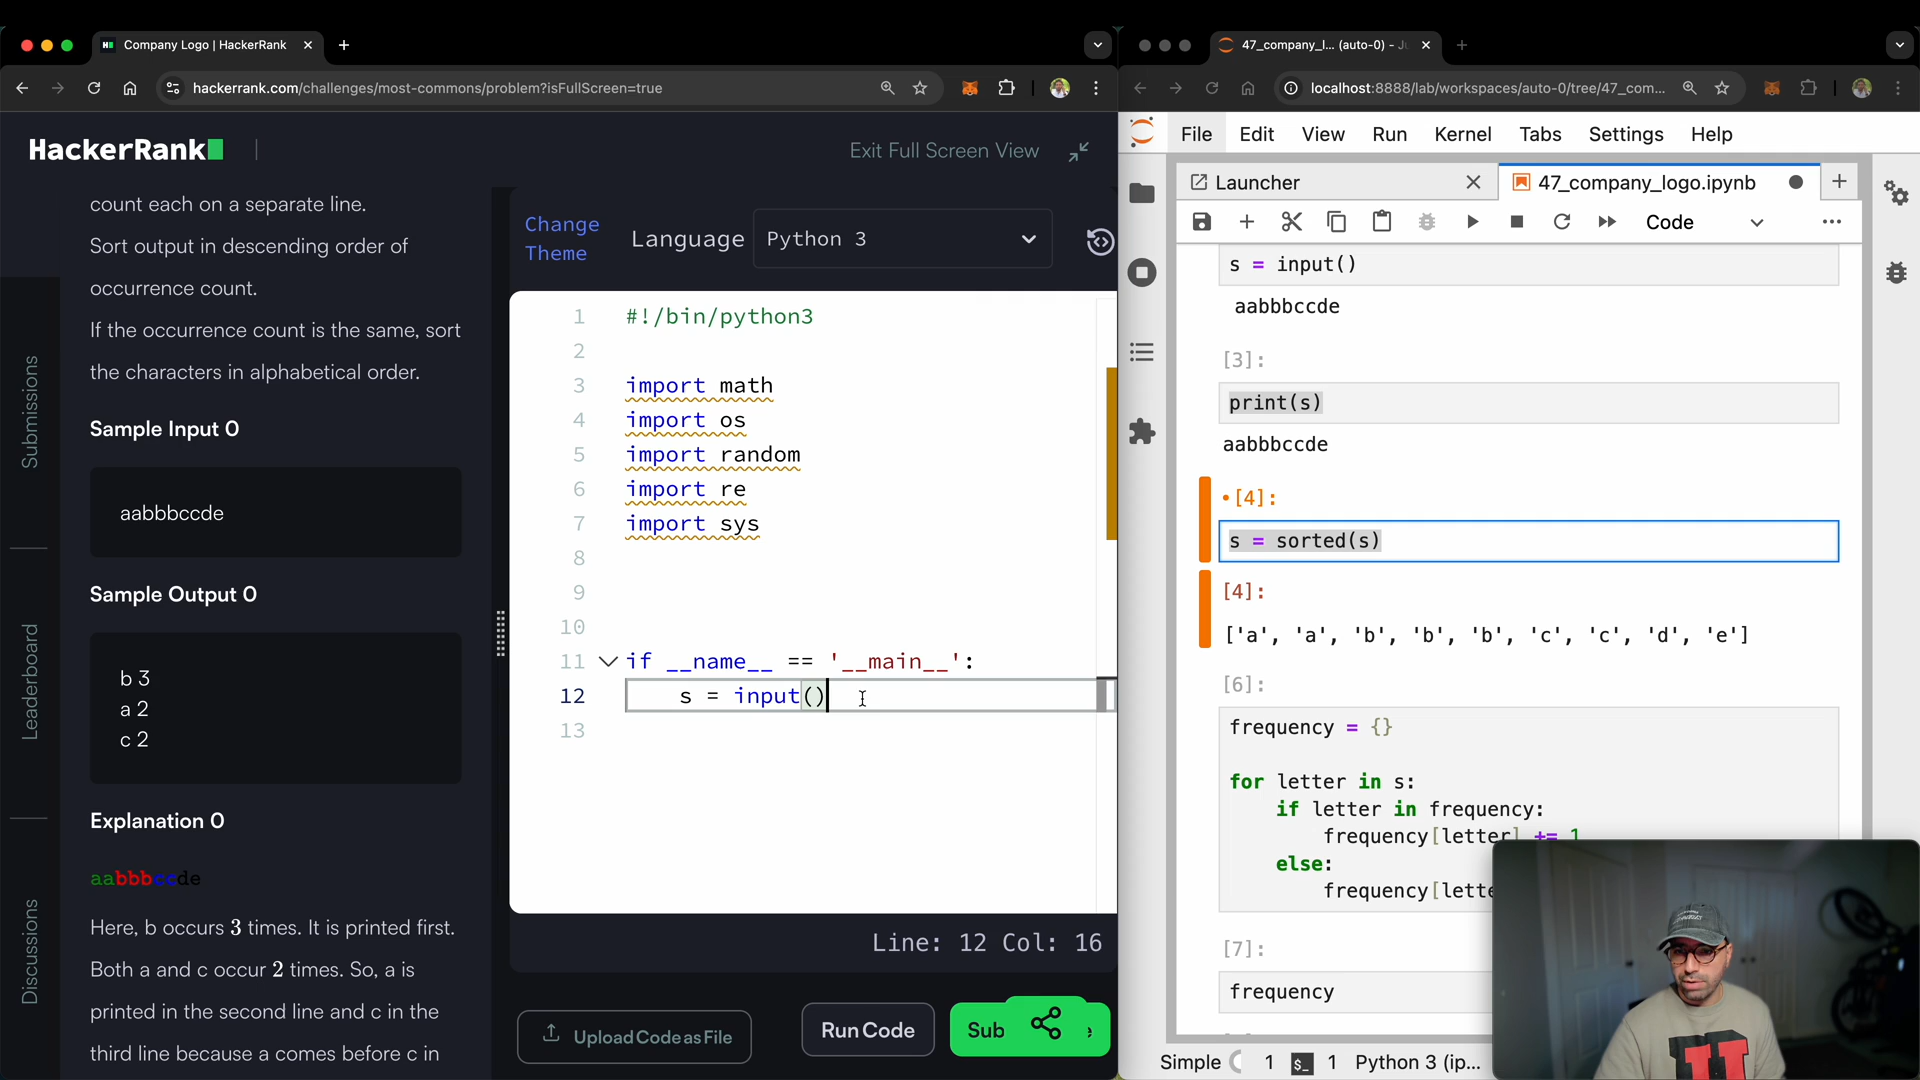 Company Logo | HackerRank
hackerrank.com/challenges/most-commons/problem?isFullScreen=true
HackerRank
Exit Full Screen View
Submissions
Leaderboard
Discussions
count each on a separate line.
Sort output in descending order of
occurrence count.
If the occurrence count is the same, sort
the characters in alphabetical order.
Sample Input 0
aabbbccde
Sample Output 0
b 3
a 2
c 2
Explanation 0
aabbbccde
Here, b occurs 3 times. It is printed first.
Both a and c occur 2 times. So, a is
printed in the second line and c in the
third line because a comes before c in
Change
Theme
Language
Python 3
1 #!/bin/python3
2
3 import math
4 import os
5 import random
6 import re
7 import sys
8
9
10
11 if __name__ == '__main__':
12 s = input()
13
Line: 12 Col: 16
Upload Code as File
Run Code
Sub
47_company_l... (auto-0) - Ju
localhost:8888/lab/workspaces/auto-0/tree/47_com...
File Edit View Run Kernel Tabs Settings Help
Launcher
47_company_logo.ipynb
Code
s = input()
aabbbccde
[3]:
print(s)
aabbbccde
[4]:
s = sorted(s)
[4]:
['a', 'a', 'b', 'b', 'b', 'c', 'c', 'd', 'e']
[6]:
frequency = {}
for letter in s:
if letter in frequency:
frequency[letter] += 1
else:
frequency[lette
[7]:
frequency
Simple 1 $_ 1 Python 3 (ip...